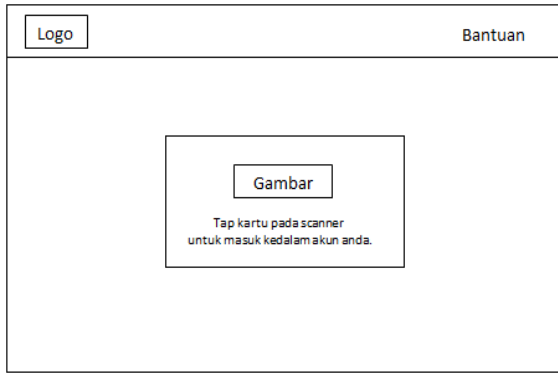 Logo
Bantuan
Gambar
Tap kartu pada scanner
untuk masuk kedalam akun anda.